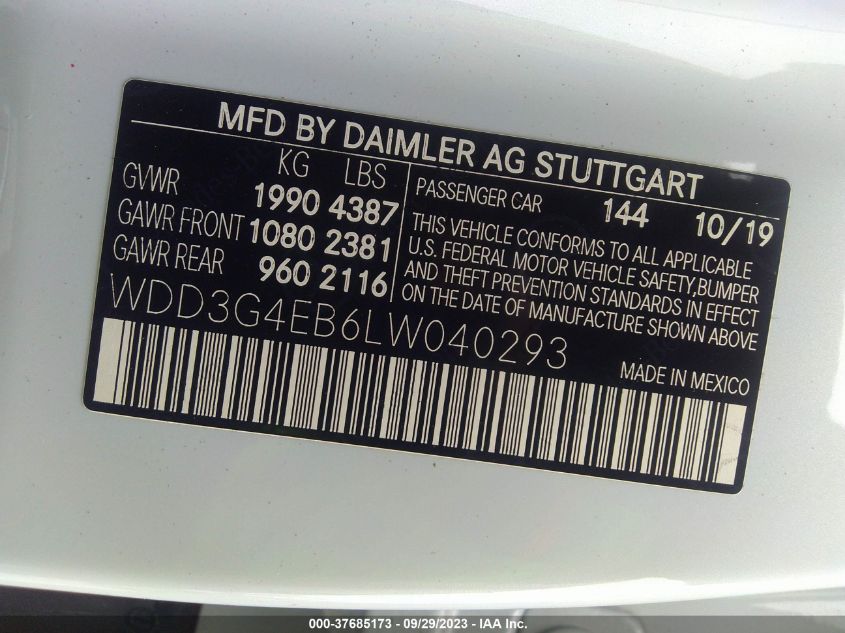 MFD BY DAIMLER AG STUTTGART
KG LBS
GVWR 1990 4387
GAWR FRONT 1080 2381
GAWR REAR 960 2116
PASSENGER CAR 144 10/19
THIS VEHICLE CONFORMS TO ALL APPLICABLE
U.S. FEDERAL MOTOR VEHICLE SAFETY,BUMPER
AND THEFT PREVENTION STANDARDS IN EFFECT
ON THE DATE OF MANUFACTURE SHOWN ABOVE
WDD3G4EB6LW040293
MADE IN MEXICO
000-37685173 - 09/29/2023 - IAA Inc.